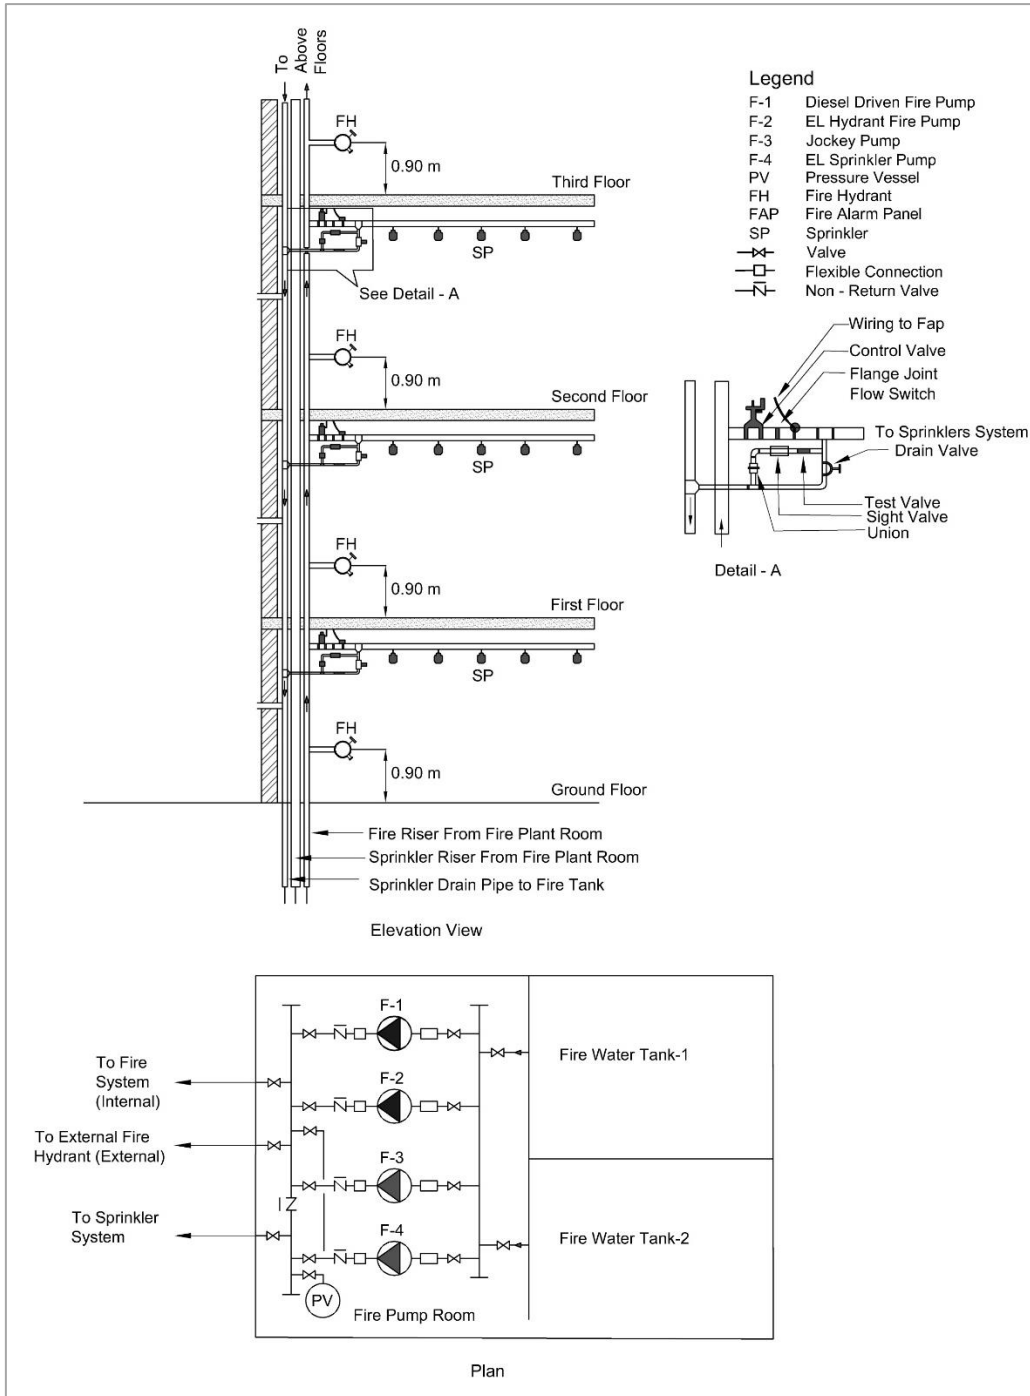 To
Above
Floors
FH
0.90 m
Third Floor
SP
See Detail - A
FH
0.90 m
Second Floor
SP
FH
0.90 m
First Floor
SP
FH
0.90 m
Ground Floor
Fire Riser From Fire Plant Room
Sprinkler Riser From Fire Plant Room
Sprinkler Drain Pipe to Fire Tank
Elevation View
Legend
F-1 Diesel Driven Fire Pump
F-2 EL Hydrant Fire Pump
F-3 Jockey Pump
F-4 EL Sprinkler Pump
PV Pressure Vessel
FH Fire Hydrant
FAP Fire Alarm Panel
SP Sprinkler
Valve
Flexible Connection
Non - Return Valve
Wiring to Fap
Control Valve
Flange Joint
Flow Switch
To Sprinklers System
Drain Valve
Test Valve
Sight Valve
Union
Detail - A
F-1
F-2
F-3
F-4
PV
Fire Pump Room
To Fire
System
(Internal)
To External Fire
Hydrant (External)
To Sprinkler
System
Fire Water Tank-1
Fire Water Tank-2
Plan